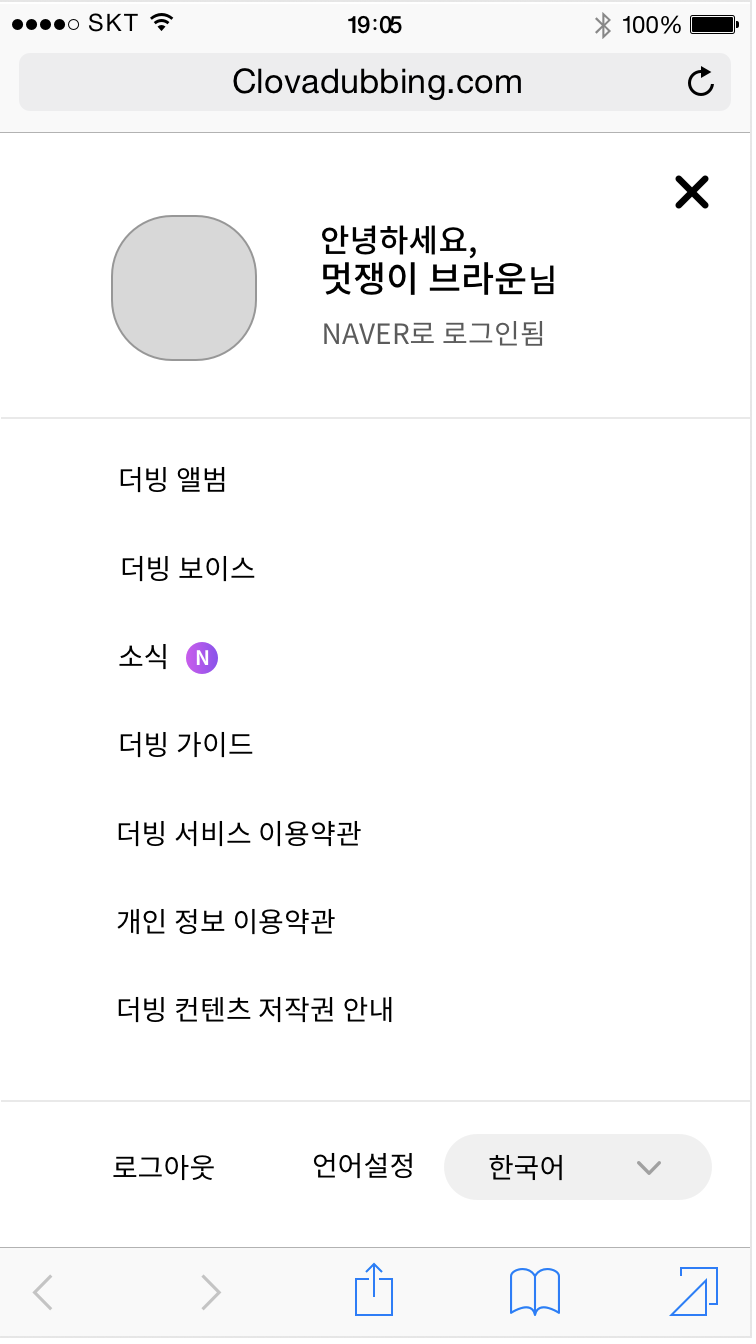 SKT 19:05 100%
Clovadubbing.com
안녕하세요,
멋쟁이 브라운님
NAVER로 로그인됨
더빙 앨범
더빙 보이스
소식 N
더빙 가이드
더빙 서비스 이용약관
개인 정보 이용약관
더빙 컨텐츠 저작권 안내
로그아웃 언어설정 한국어